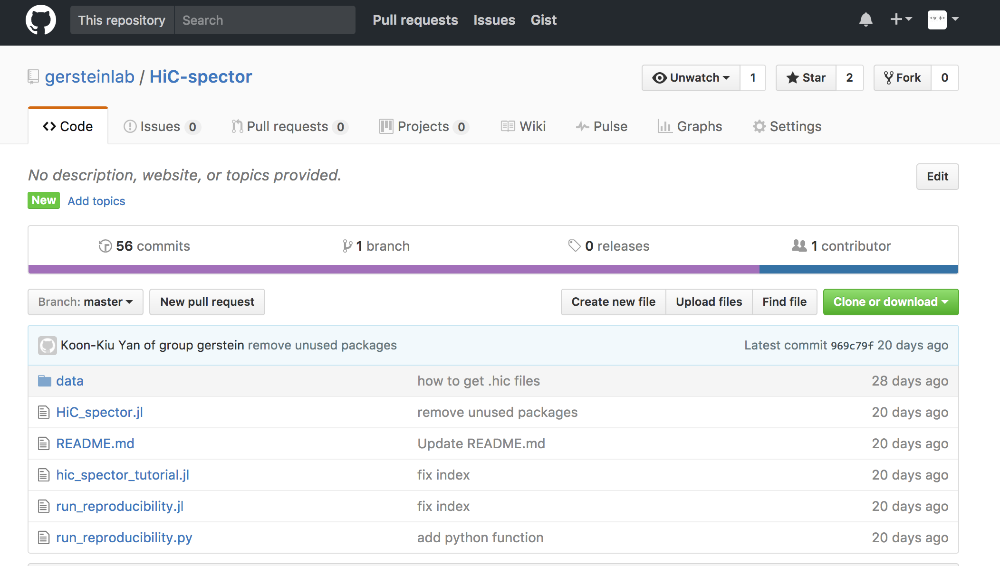 This repository Search Pull requests Issues Gist
gersteinlab / HiC-spector Unwatch 1 Star 2 Fork 0
Code Issues 0 Pull requests 0 Projects 0 Wiki Pulse Graphs Settings
No description, website, or topics provided. Edit
New Add topics
56 commits 1 branch 0 releases 1 contributor
Branch: master New pull request Create new file Upload files Find file Clone or download
Koon-Kiu Yan of group gerstein remove unused packages Latest commit 969c79f 20 days ago
data how to get .hic files 28 days ago
HiC_spector.jl remove unused packages 20 days ago
README.md Update README.md 20 days ago
hic_spector_tutorial.jl fix index 20 days ago
run_reproducibility.jl fix index 20 days ago
run_reproducibility.py add python function 20 days ago